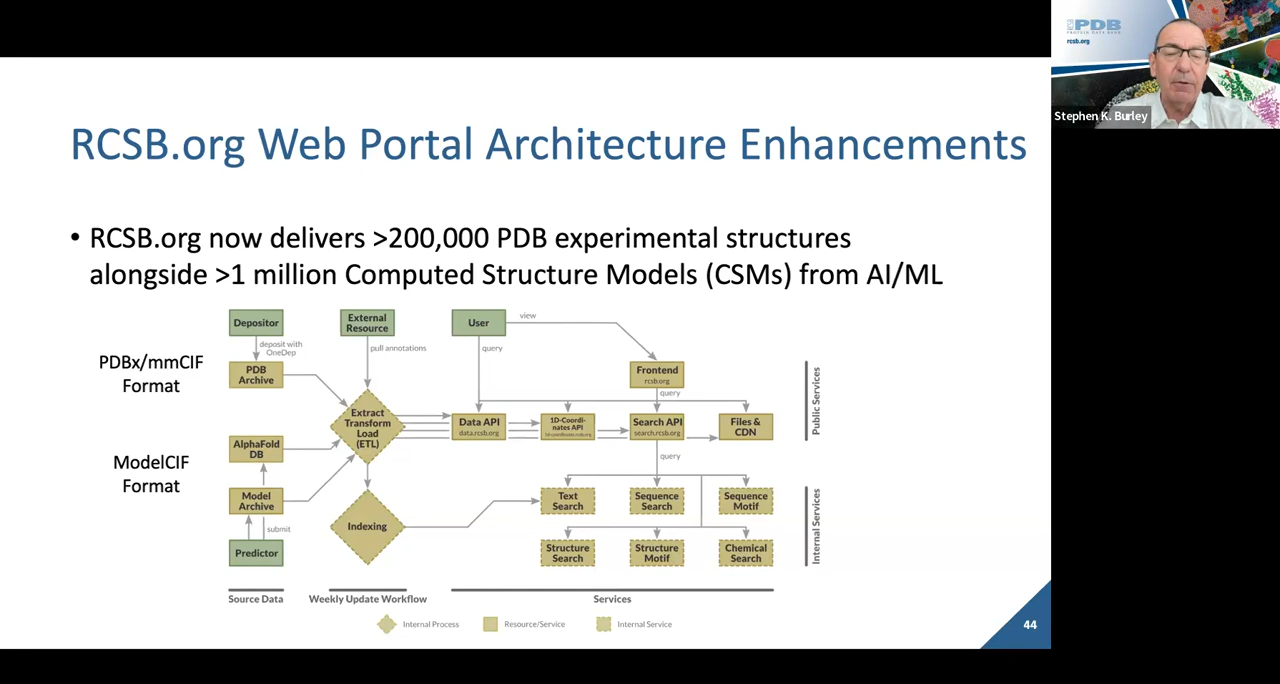 RCSB.org Web Portal Architecture Enhancements
• RCSB.org now delivers >200,000 PDB experimental structures
alongside >1 million Computed Structure Models (CSMs) from AI/ML
PDBx/mmCIF
Format
ModelCIF
Format
Depositor
deposit with
OneDep
PDB
Archive
AlphaFold
DB
Model
Archive
submit
Predictor
External
Resource
pull annotations
Extract
Transform
Load
(ETL)
Indexing
User
view
query
Frontend
rcsb.org
query
Data API
data.rcsb.org
1D-Coordi-
nates API
Search API
search.rcsb.org
Files &
CDN
query
Text
Search
Sequence
Search
Sequence
Motif
Structure
Search
Structure
Motif
Chemical
Search
Public Services
Internal Services
Source Data
Weekly Update Workflow
Services
Internal Process
Resource/Service
Internal Service
44
PDB
PROTEIN DATA BANK
rcsb.org
Stephen K. Burley